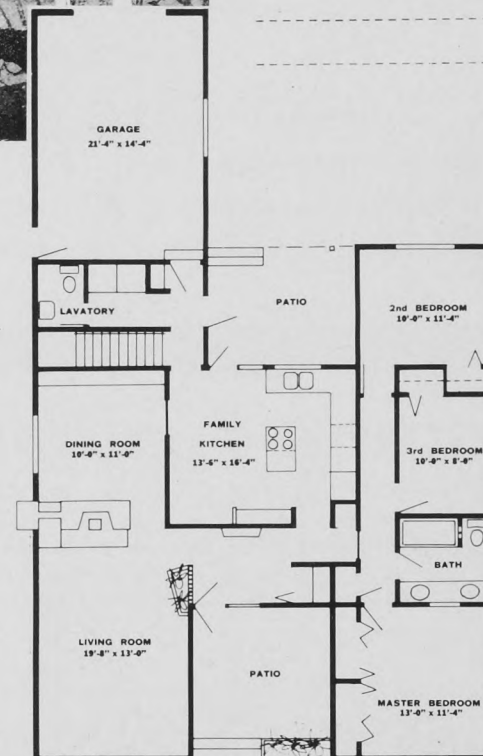 GARAGE
21'-4" x 14'-4"
LAVATORY
PATIO
2nd BEDROOM
10'-0" x 11'-4"
DINING ROOM
10'-0" x 11'-0"
FAMILY
KITCHEN
13'-6" x 16'-4"
3rd BEDROOM
10'-0" x 8'-0"
BATH
LIVING ROOM
19'-8" x 13'-0"
PATIO
MASTER BEDROOM
13'-0" x 11'-4"